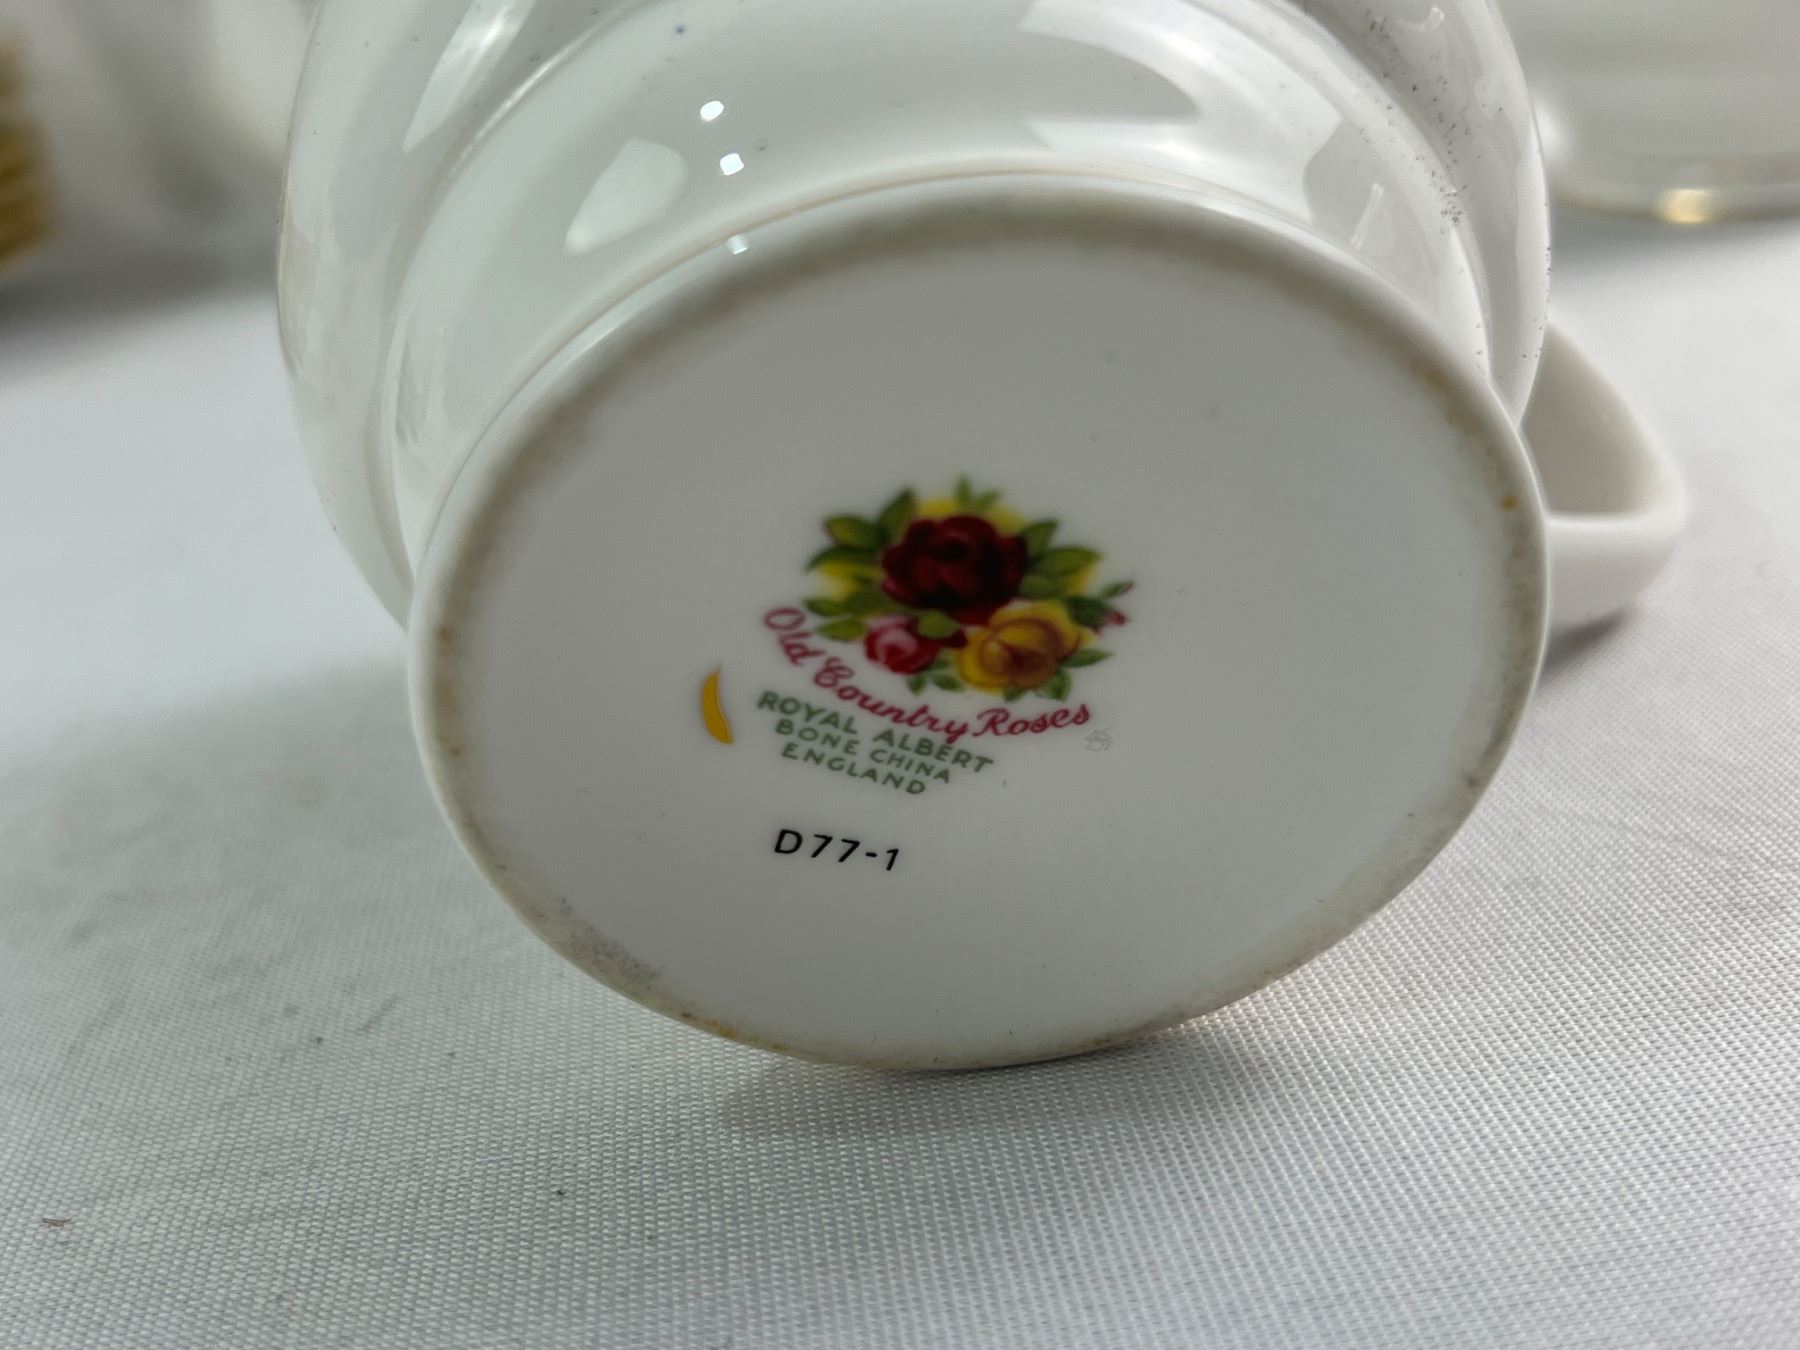 Old Country Roses
ROYAL ALBERT
BONE CHINA
ENGLAND
D77-1